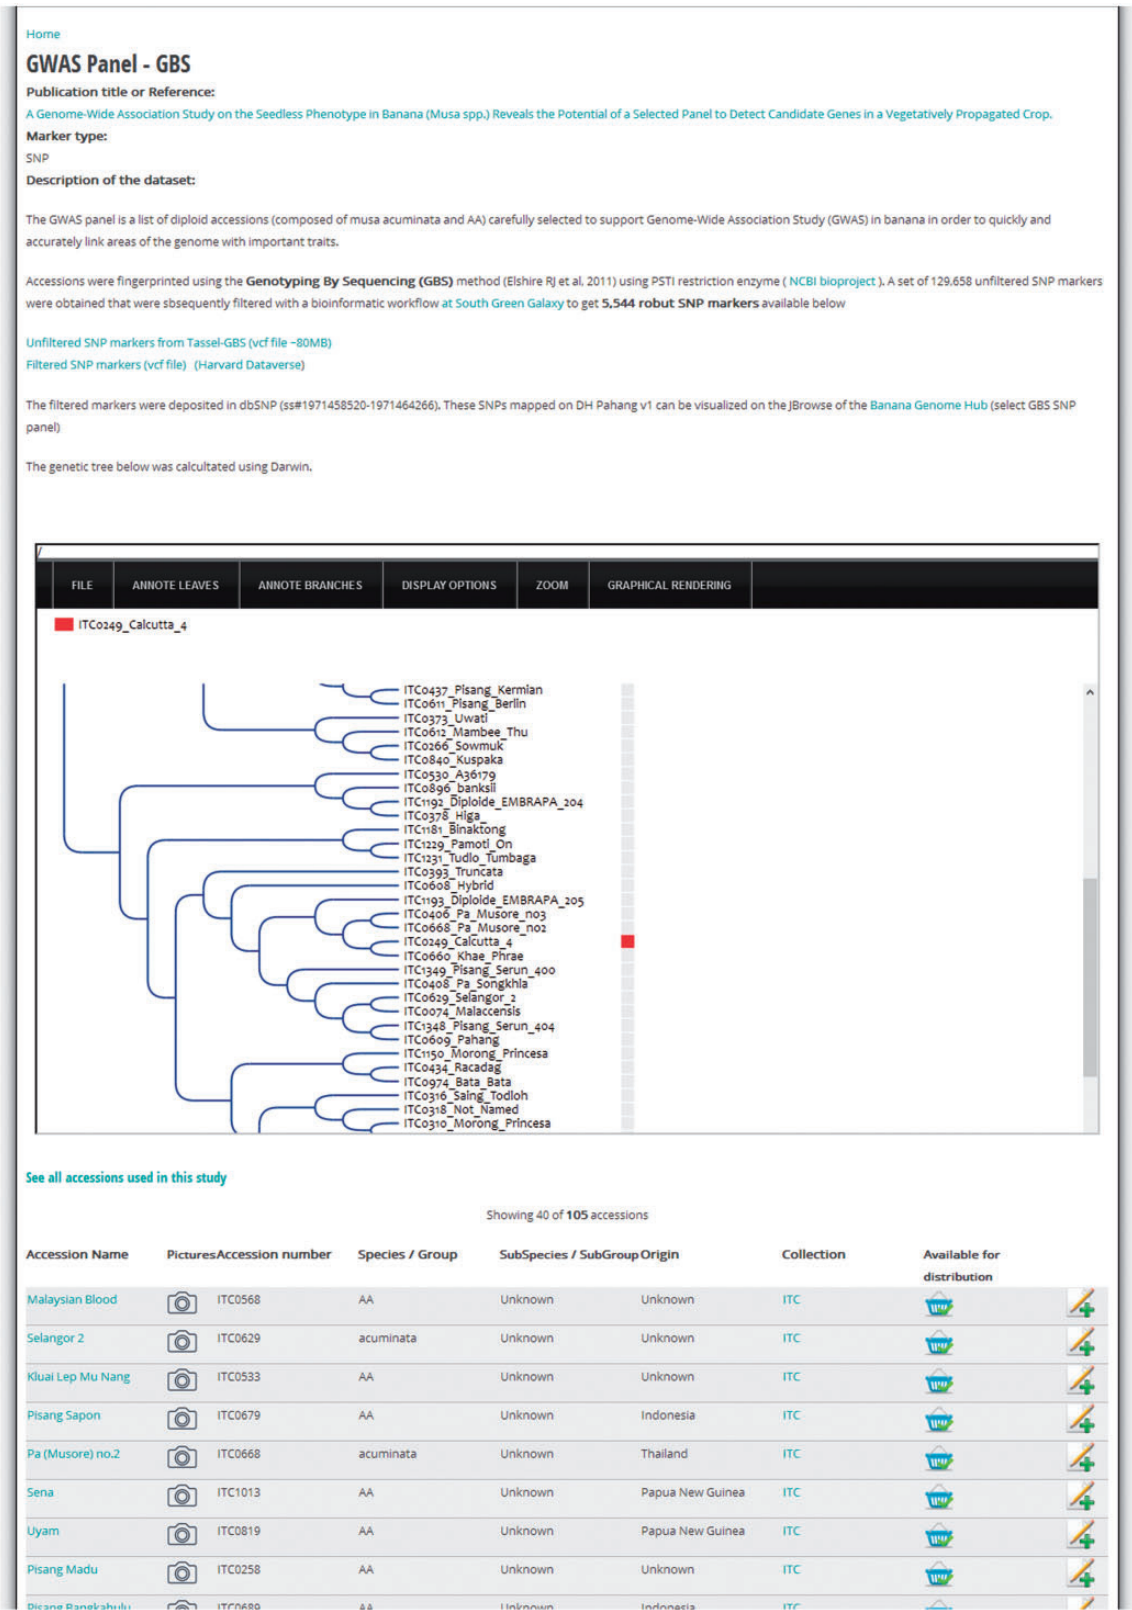 Home
GWAS Panel - GBS
Publication title or Reference:
A Genome-Wide Association Study on the Seedless Phenotype in Banana (Musa spp.) Reveals the Potential of a Selected Panel to Detect Candidate Genes in a Vegetatively Propagated Crop.
Marker type:
SNP
Description of the dataset:
The GWAS panel is a list of diploid accessions (composed of musa acuminata and AA) carefully selected to support Genome-Wide Association Study (GWAS) in banana in order to quickly and
accurately link areas of the genome with important traits.
Accessions were fingerprinted using the Genotyping By Sequencing (GBS) method (Elshire RJ et al, 2011) using PSTI restriction enzyme ( NCBI bioproject ). A set of 129,658 unfiltered SNP markers
were obtained that were sbsequently filtered with a bioinformatic workflow at South Green Galaxy to get 5,544 robut SNP markers available below
Unfiltered SNP markers from Tassel-GBS (vcf file ~80MB)
Filtered SNP markers (vcf file) (Harvard Dataverse)
The filtered markers were deposited in dbSNP (ss#1971458520-1971464266). These SNPs mapped on DH Pahang v1 can be visualized on the JBrowse of the Banana Genome Hub (select GBS SNP
panel)
The genetic tree below was calcultated using Darwin.
/
FILE ANNOTE LEAVES ANNOTE BRANCHES DISPLAY OPTIONS ZOOM GRAPHICAL RENDERING
ITC0249_Calcutta_4
ITC0437_Pisang_Kermian
ITC0611_Pisang_Berlin
ITC0373_Uwati
ITC0612_Mambee_Thu
ITC0266_Sowmuk
ITC0840_Kuspaka
ITC0530_A36179
ITC0896_banksii
ITC1192_Diploide_EMBRAPA_204
ITC0378_Higa_
ITC1181_Binaktong
ITC1229_Pamoti_On
ITC1231_Tudlo_Tumbaga
ITC0393_Truncata
ITC0608_Hybrid
ITC1193_Diploide_EMBRAPA_205
ITC0406_Pa_Musore_no3
ITC0668_Pa_Musore_no2
ITC0249_Calcutta_4
ITC0660_Khae_Phrae
ITC1349_Pisang_Serun_400
ITC0408_Pa_Songkhla
ITC0629_Selangor_2
ITC0074_Malaccensis
ITC1348_Pisang_Serun_404
ITC0609_Pahang
ITC1150_Morong_Princesa
ITC0434_Racadag
ITC0974_Bata_Bata
ITC0316_Saing_Todloh
ITC0318_Not_Named
ITC0310_Morong_Princesa
See all accessions used in this study
Showing 40 of 105 accessions
Accession Name Pictures Accession number Species / Group SubSpecies / SubGroup Origin Collection Available for
distribution
Malaysian Blood ITC0568 AA Unknown Unknown ITC
Selangor 2 ITC0629 acuminata Unknown Unknown ITC
Kluai Lep Mu Nang ITC0533 AA Unknown Unknown ITC
Pisang Sapon ITC0679 AA Unknown Indonesia ITC
Pa (Musore) no.2 ITC0668 acuminata Unknown Thailand ITC
Sena ITC1013 AA Unknown Papua New Guinea ITC
Uyam ITC0819 AA Unknown Papua New Guinea ITC
Pisang Madu ITC0258 AA Unknown Unknown ITC
Pisang Bangkahulu ITC0689 AA Unknown Indonesia ITC